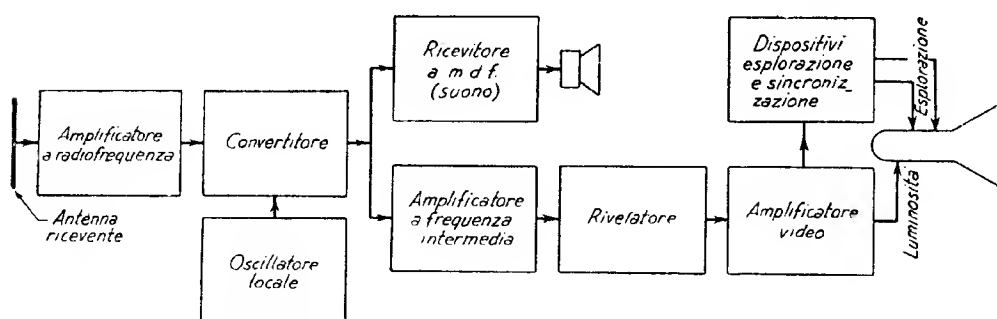 Amplificatore
a radiofrequenza
Antenna
ricevente
Convertitore
Oscillatore
locale
Ricevitore
a m d f.
(suono)
Amplificatore
a frequenza
intermedia
Rivelatore
Amplificatore
video
Dispositivi
esplorazione
e sincroniz_
zazione
Esplorazione
Luminosità